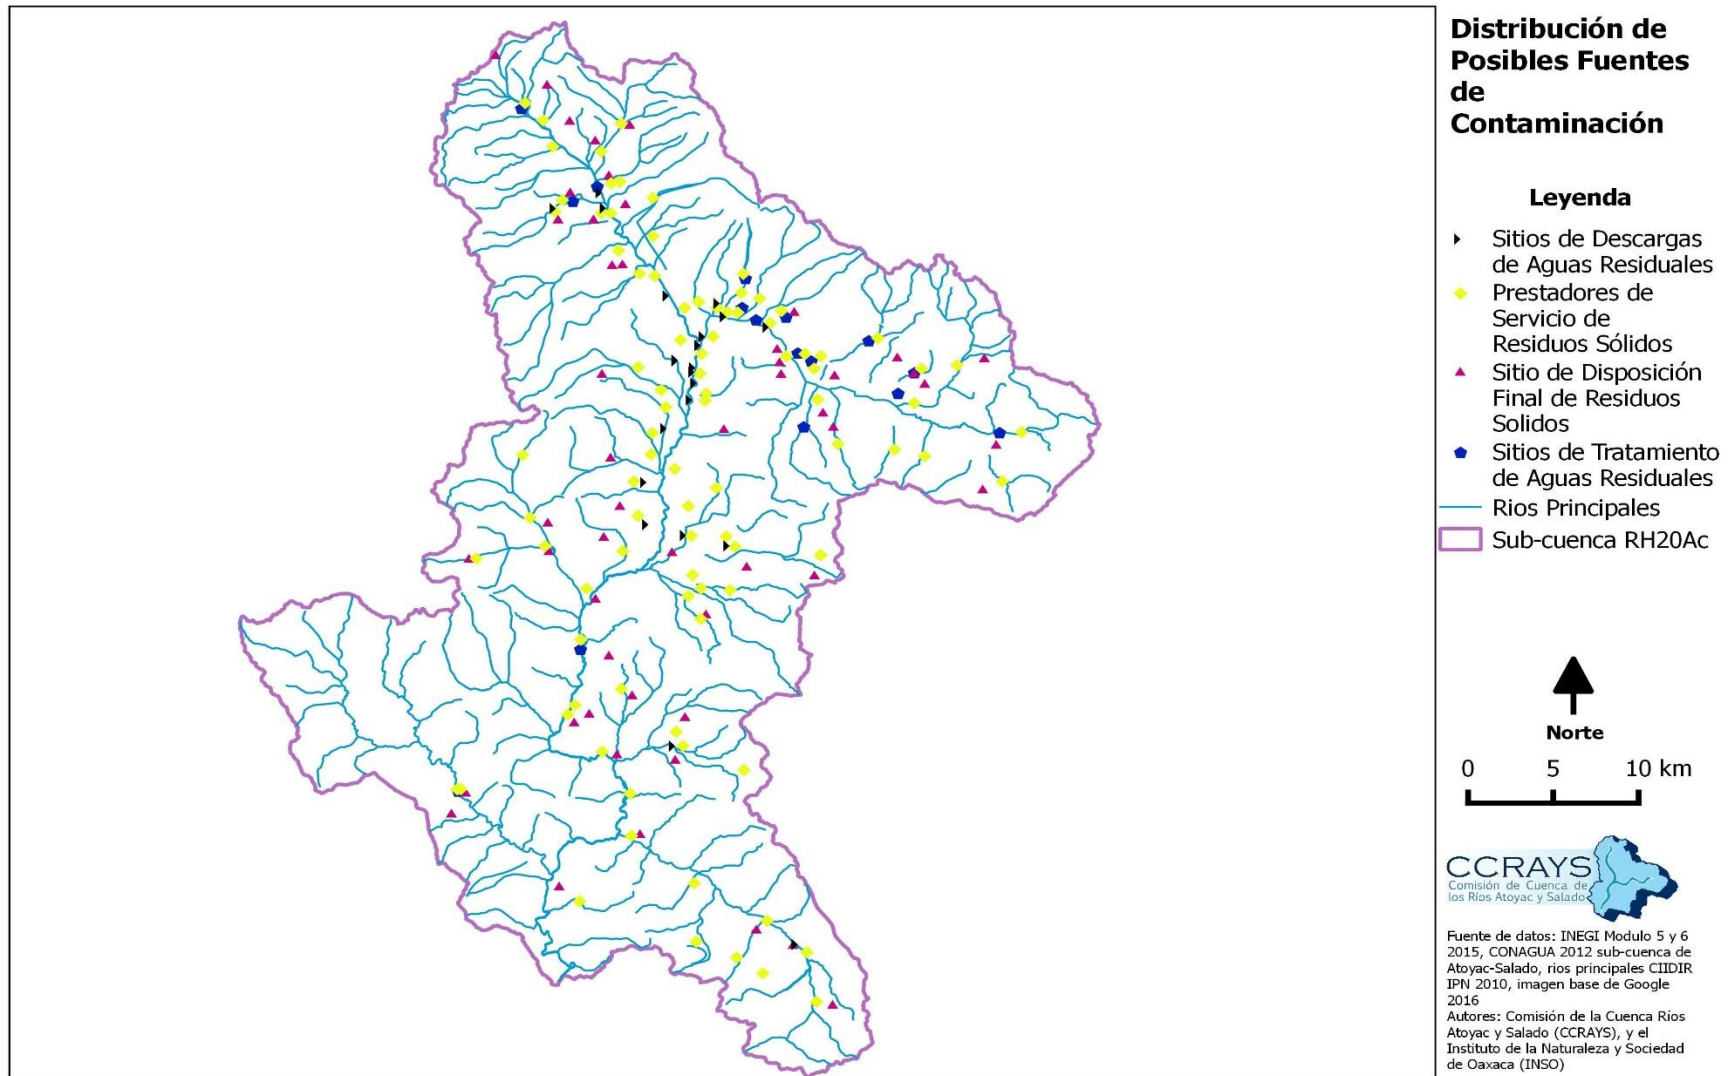 Distribución de
Posibles Fuentes
de
Contaminación
Leyenda
Sitios de Descargas
de Aguas Residuales
Prestadores de
Servicio de
Residuos Sólidos
Sitio de Disposición
Final de Residuos
Solidos
Sitios de Tratamiento
de Aguas Residuales
Rios Principales
Sub-cuenca RH20Ac
Norte
0 5 10 km
CCRAYS
Comisión de Cuenca de
los Ríos Atoyac y Salado
Fuente de datos: INEGI Modulo 5 y 6
2015, CONAGUA 2012 sub-cuenca de
Atoyac-Salado, rios principales CIIDIR
IPN 2010, imagen base de Google
2016
Autores: Comisión de la Cuenca Ríos
Atoyac y Salado (CCRAYS), y el
Instituto de la Naturaleza y Sociedad
de Oaxaca (INSO)